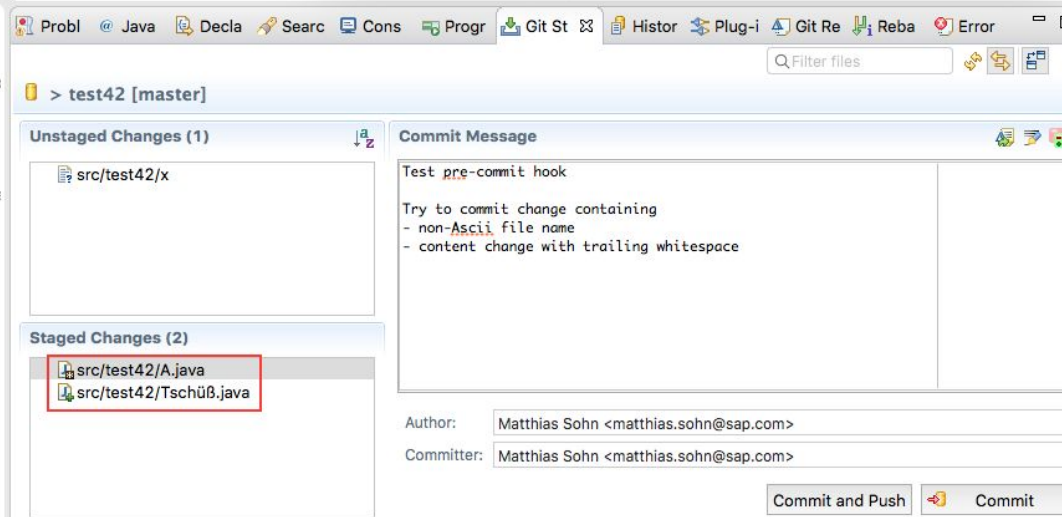 Probl @ Java Decla Searc Cons Progr Git St Histor Plug-i Git Re Reba Error
Filter files
> test42 [master]
Unstaged Changes (1)
src/test42/x
Staged Changes (2)
src/test42/A.java
src/test42/Tschüß.java
Commit Message
Test pre-commit hook
Try to commit change containing
- non-Ascii file name
- content change with trailing whitespace
Author: Matthias Sohn <matthias.sohn@sap.com>
Committer: Matthias Sohn <matthias.sohn@sap.com>
Commit and Push Commit